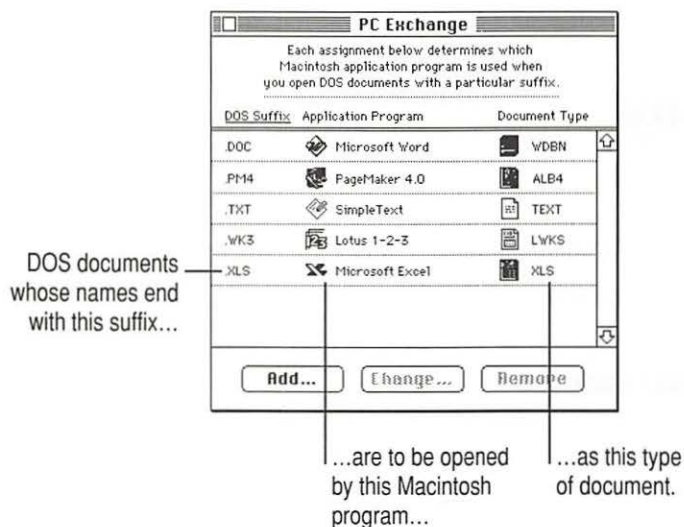 PC Exchange
Each assignment below determines which
Macintosh application program is used when
you open DOS documents with a particular suffix.
DOS Suffix Application Program Document Type
.DOC Microsoft Word WDBN
.PM4 PageMaker 4.0 ALB4
.TXT SimpleText TEXT
.WK3 Lotus 1-2-3 LWKS
.XLS Microsoft Excel XLS
Add... Change... Remove
DOS documents
whose names end
with this suffix…
…are to be opened
by this Macintosh
program…
…as this type
of document.